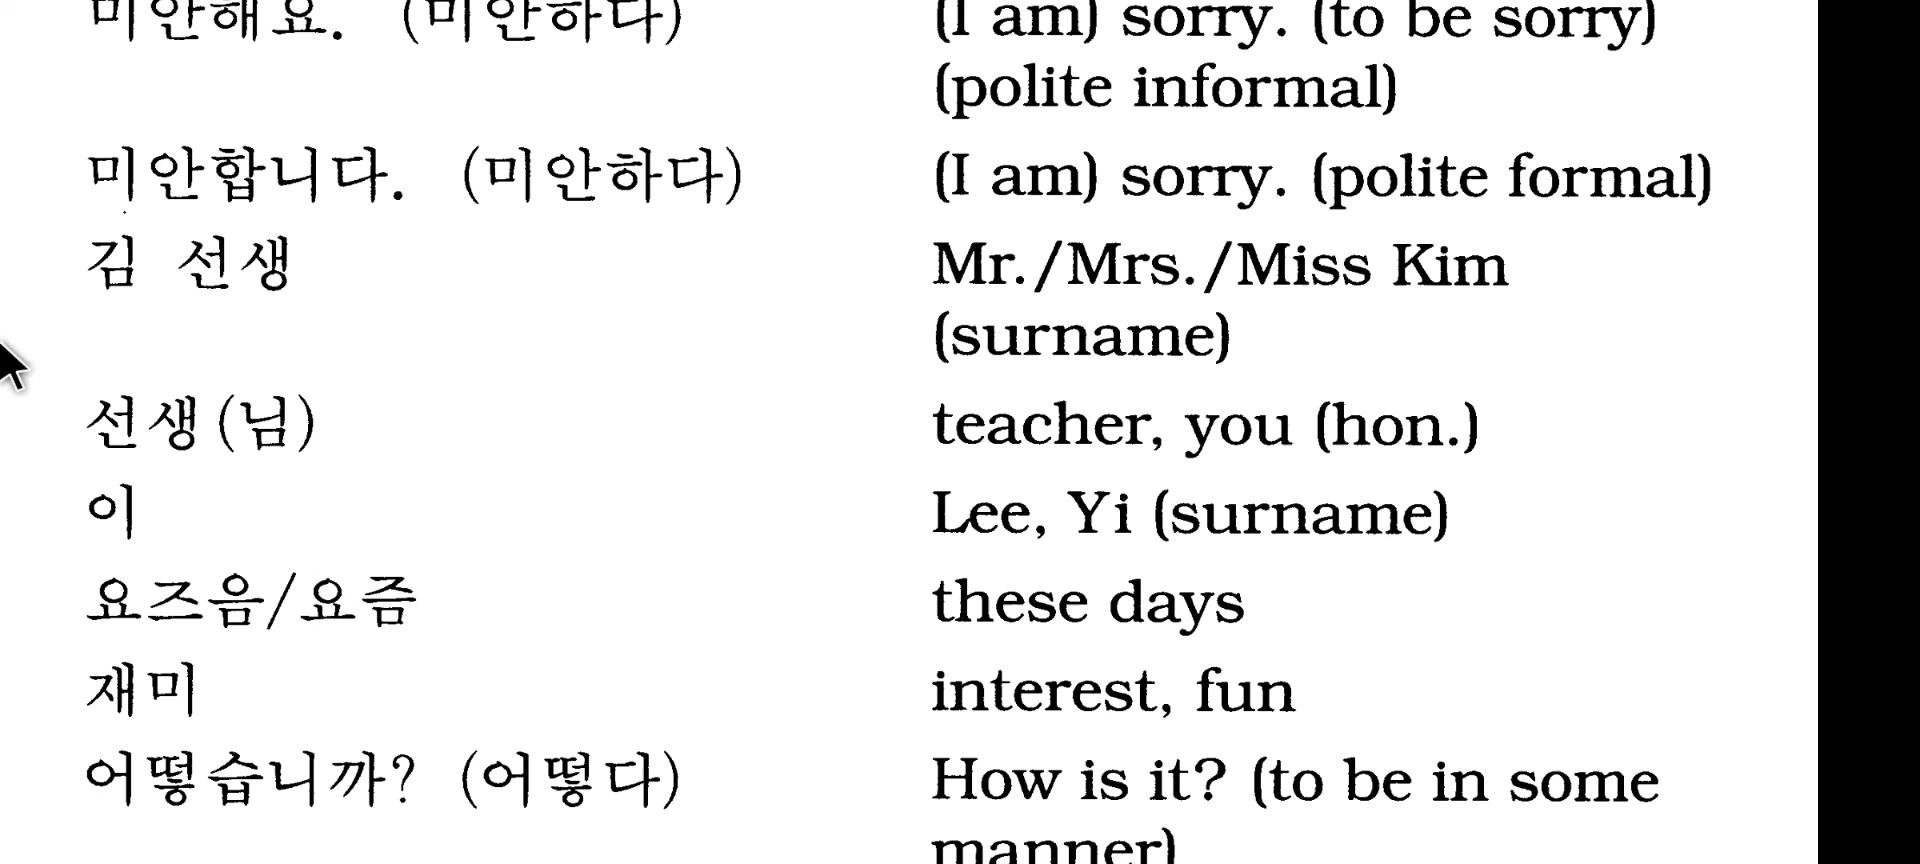 미안해요. (미안하다) (I am) sorry. (to be sorry)
(polite informal)
미안합니다. (미안하다) (I am) sorry. (polite formal)
김 선생 Mr./Mrs./Miss Kim
(surname)
선생(님) teacher, you (hon.)
이 Lee, Yi (surname)
요즈음/요즘 these days
재미 interest, fun
어떻습니까? (어떻다) How is it? (to be in some
manner)